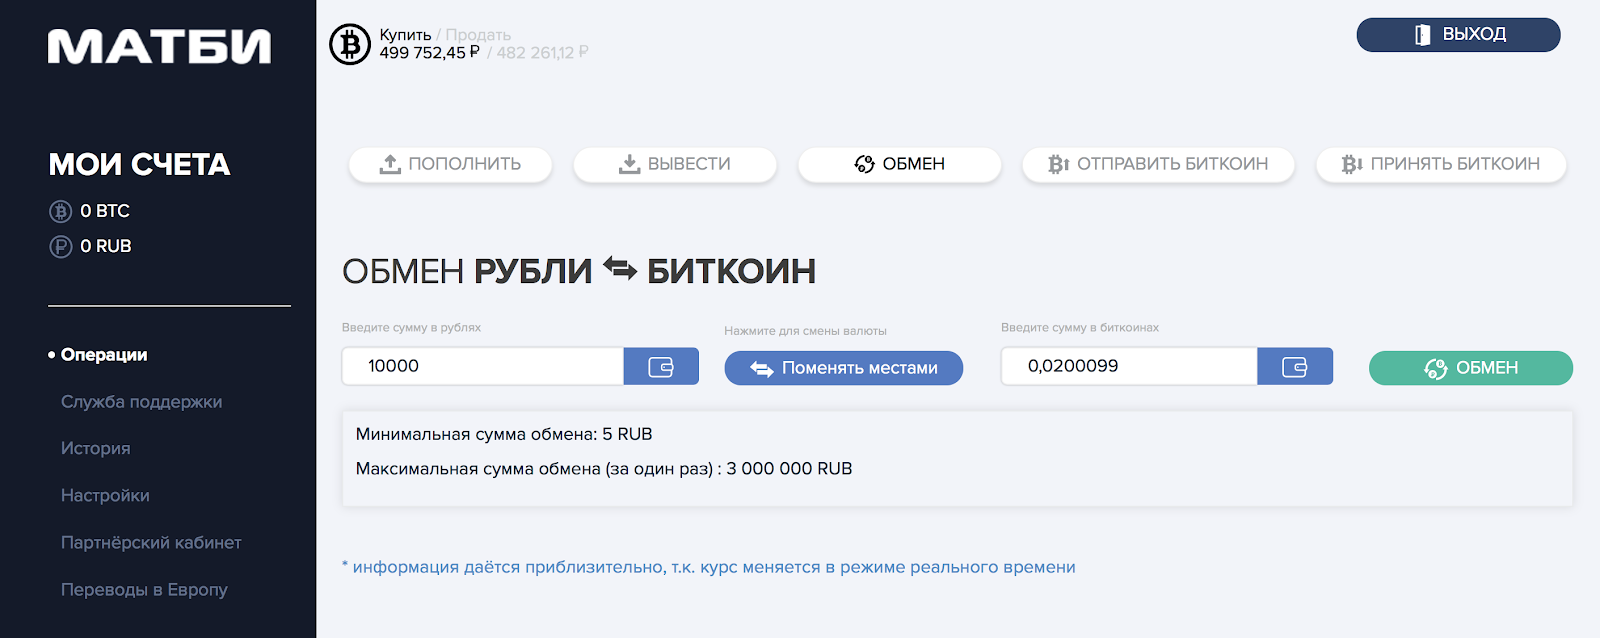 МАТБИ
Купить / Продать
499 752,45 ₽ / 482 261,12 ₽
ВЫХОД
МОИ СЧЕТА
0 BTC
0 RUB
ПОПОЛНИТЬ
ВЫВЕСТИ
ОБМЕН
ОТПРАВИТЬ БИТКОИН
ПРИНЯТЬ БИТКОИН
ОБМЕН РУБЛИ БИТКОИН
Введите сумму в рублях
Нажмите для смены валюты
Введите сумму в биткоинах
10000
Поменять местами
0,0200099
ОБМЕН
Минимальная сумма обмена: 5 RUB
Максимальная сумма обмена (за один раз) : 3 000 000 RUB
* информация даётся приблизительно, т.к. курс меняется в режиме реального времени
• Операции
Служба поддержки
История
Настройки
Партнёрский кабинет
Переводы в Европу